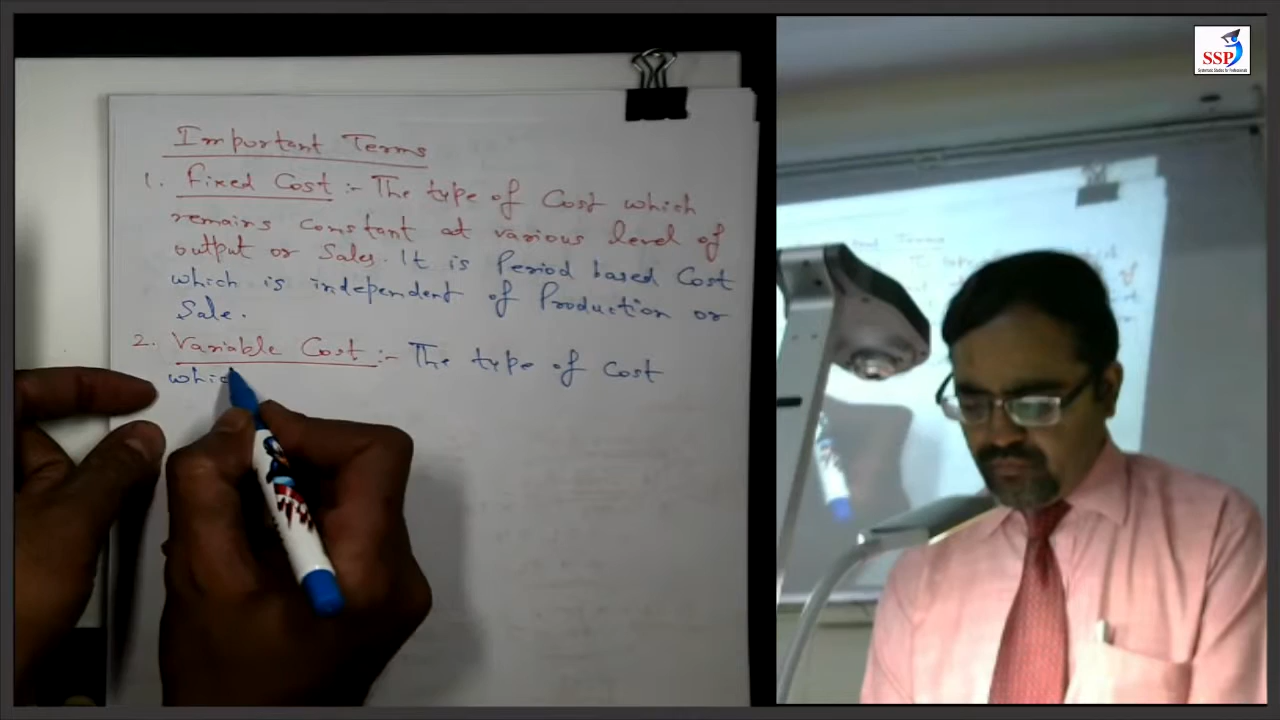 Important Terms
1. Fixed Cost :- The type of Cost which
remains Constant at various level of
output or Sales. It is Period based Cost
which is independent of Production or
Sale.
2. Variable Cost :- The type of Cost
whic
SSP